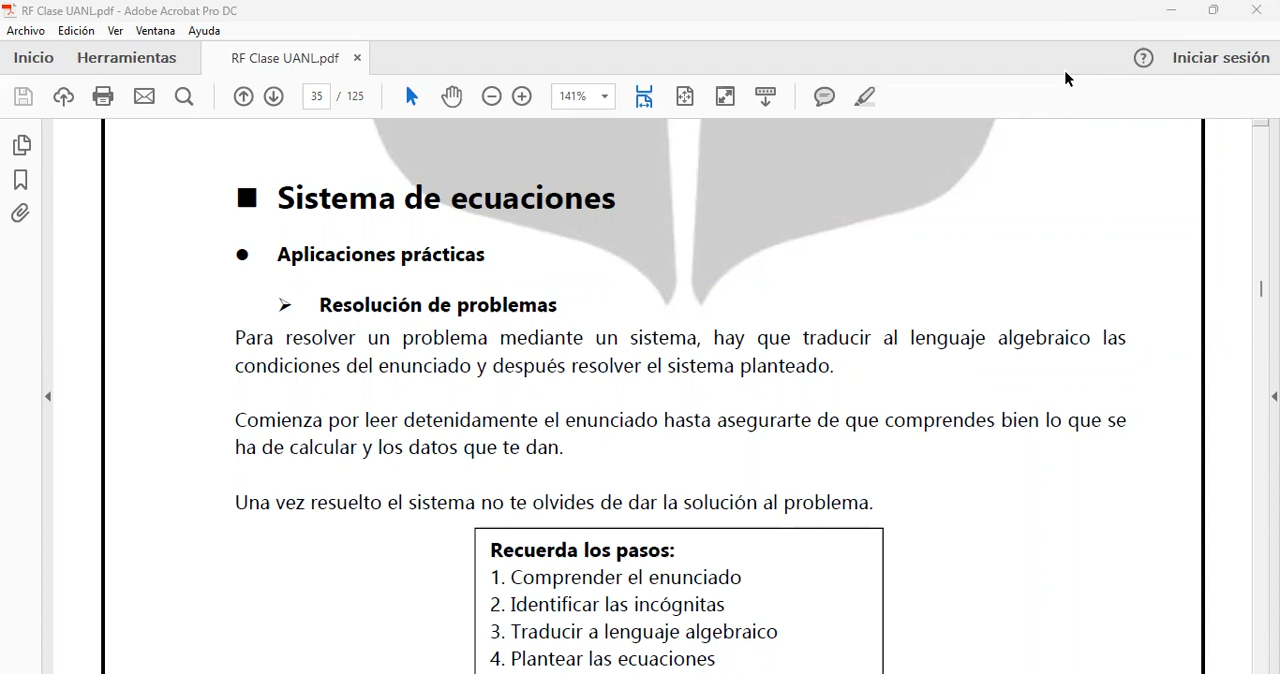 RF Clase UANL.pdf - Adobe Acrobat Pro DC
Archivo Edición Ver Ventana Ayuda
Inicio Herramientas RF Clase UANL.pdf × ? Iniciar sesión
35 / 125 141%
■ Sistema de ecuaciones
● Aplicaciones prácticas
➢ Resolución de problemas
Para resolver un problema mediante un sistema, hay que traducir al lenguaje algebraico las
condiciones del enunciado y después resolver el sistema planteado.
Comienza por leer detenidamente el enunciado hasta asegurarte de que comprendes bien lo que se
ha de calcular y los datos que te dan.
Una vez resuelto el sistema no te olvides de dar la solución al problema.
Recuerda los pasos:
1. Comprender el enunciado
2. Identificar las incógnitas
3. Traducir a lenguaje algebraico
4. Plantear las ecuaciones